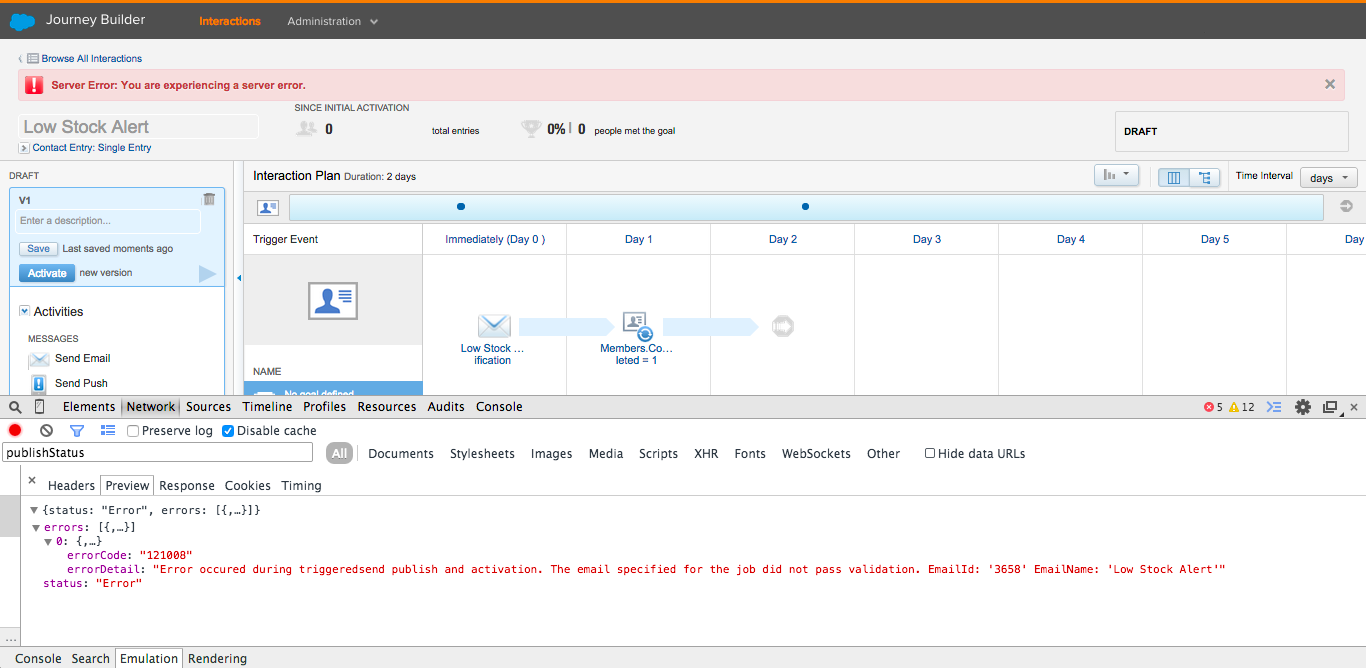 Journey Builder
Interactions
Administration
Browse All Interactions
Server Error: You are experiencing a server error.
SINCE INITIAL ACTIVATION
Low Stock Alert
0
total entries
0% | 0
people met the goal
DRAFT
Contact Entry: Single Entry
DRAFT
Interaction Plan Duration: 2 days
Time Interval
days
V1
Enter a description...
Save Last saved moments ago
Activate new version
Trigger Event
Immediately (Day 0 )
Day 1
Day 2
Day 3
Day 4
Day 5
Day
Activities
MESSAGES
Send Email
Send Push
Low Stock ...
ification
Members.Co...
leted = 1
NAME
No goal defined
Elements Network Sources Timeline Profiles Resources Audits Console
5 12
Preserve log Disable cache
publishStatus
All Documents Stylesheets Images Media Scripts XHR Fonts WebSockets Other Hide data URLs
× Headers Preview Response Cookies Timing
{status: "Error", errors: [{,…}]}
errors: [{,…}]
0: {,…}
errorCode: "121008"
errorDetail: "Error occured during triggeredsend publish and activation. The email specified for the job did not pass validation. EmailId: '3658' EmailName: 'Low Stock Alert'"
status: "Error"
...
Console Search Emulation Rendering